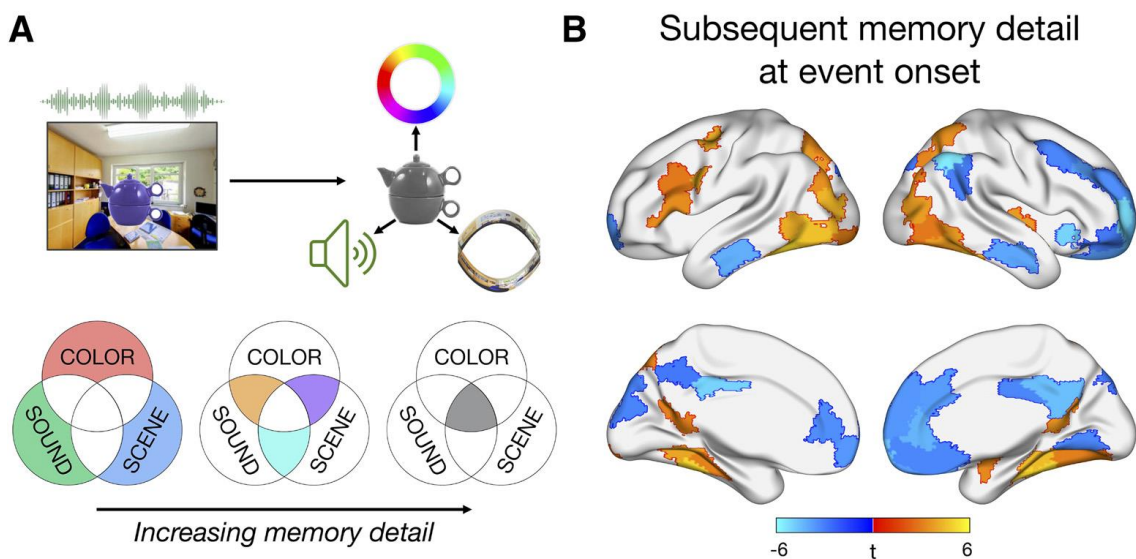 A
COLOR
SOUND
SCENE
COLOR
SOUND
SCENE
COLOR
SOUND
SCENE
Increasing memory detail
B
Subsequent memory detail
at event onset
-6
t
6